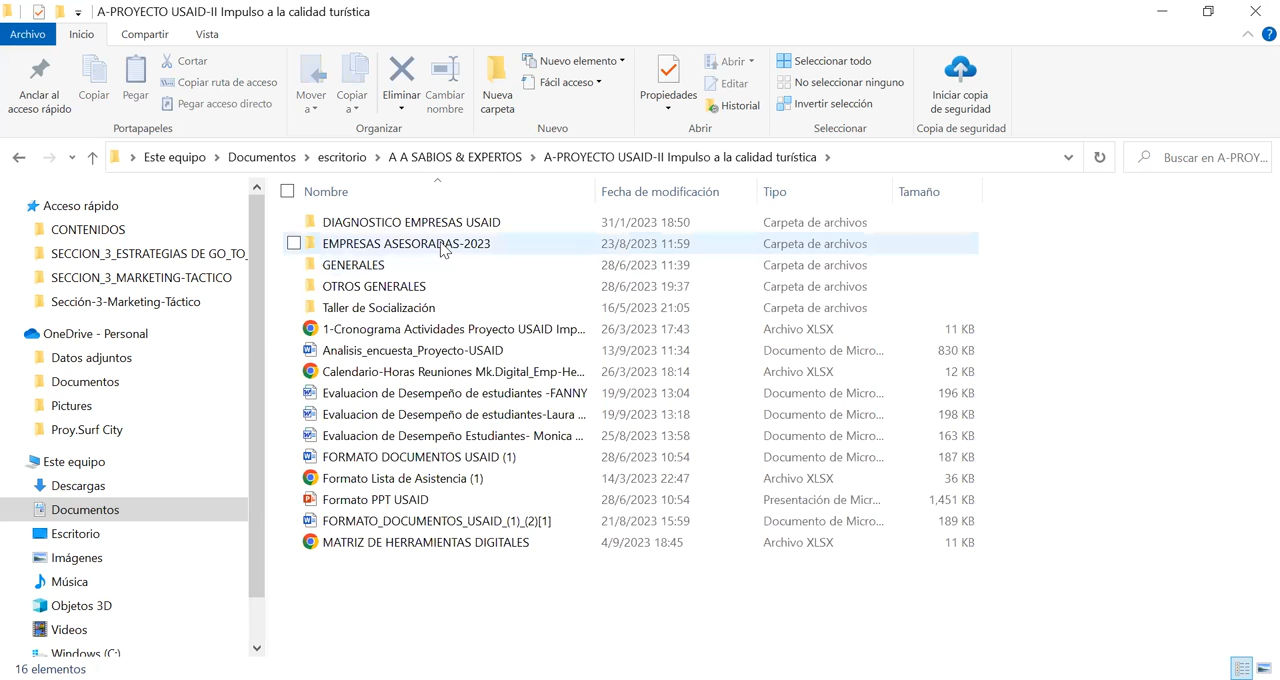 A-PROYECTO USAID-II Impulso a la calidad turística
Archivo Inicio Compartir Vista
Anclar al acceso rápido
Copiar
Pegar
Cortar
Copiar ruta de acceso
Pegar acceso directo
Portapapeles
Mover a
Copiar a
Eliminar
Cambiar nombre
Organizar
Nueva carpeta
Nuevo elemento
Fácil acceso
Nuevo
Propiedades
Abrir
Editar
Historial
Abrir
Seleccionar todo
No seleccionar ninguno
Invertir selección
Seleccionar
Iniciar copia de seguridad
Copia de seguridad
Este equipo > Documentos > escritorio > A A SABIOS & EXPERTOS > A-PROYECTO USAID-II Impulso a la calidad turística >
Buscar en A-PROY...
Acceso rápido
CONTENIDOS
SECCION_3_ESTRATEGIAS DE GO_TO_
SECCION_3_MARKETING-TACTICO
Sección-3-Marketing-Táctico
OneDrive - Personal
Datos adjuntos
Documentos
Pictures
Proy.Surf City
Este equipo
Descargas
Documentos
Escritorio
Imágenes
Música
Objetos 3D
Videos
Windows (C:)
Nombre Fecha de modificación Tipo Tamaño
DIAGNOSTICO EMPRESAS USAID 31/1/2023 18:50 Carpeta de archivos
EMPRESAS ASESORADAS-2023 23/8/2023 11:59 Carpeta de archivos
GENERALES 28/6/2023 11:39 Carpeta de archivos
OTROS GENERALES 28/6/2023 19:37 Carpeta de archivos
Taller de Socialización 16/5/2023 21:05 Carpeta de archivos
1-Cronograma Actividades Proyecto USAID Imp... 26/3/2023 17:43 Archivo XLSX 11 KB
Analisis_encuesta_Proyecto-USAID 13/9/2023 11:34 Documento de Micro... 830 KB
Calendario-Horas Reuniones Mk.Digital_Emp-He... 26/3/2023 18:14 Archivo XLSX 12 KB
Evaluacion de Desempeño de estudiantes -FANNY 19/9/2023 13:04 Documento de Micro... 196 KB
Evaluacion de Desempeño de estudiantes-Laura ... 19/9/2023 13:18 Documento de Micro... 198 KB
Evaluacion de Desempeño Estudiantes- Monica ... 25/8/2023 13:58 Documento de Micro... 163 KB
FORMATO DOCUMENTOS USAID (1) 28/6/2023 10:54 Documento de Micro... 187 KB
Formato Lista de Asistencia (1) 14/3/2023 22:47 Archivo XLSX 36 KB
Formato PPT USAID 28/6/2023 10:54 Presentación de Micr... 1,451 KB
FORMATO_DOCUMENTOS_USAID_(1)_(2)[1] 21/8/2023 15:59 Documento de Micro... 189 KB
MATRIZ DE HERRAMIENTAS DIGITALES 4/9/2023 18:45 Archivo XLSX 11 KB
16 elementos